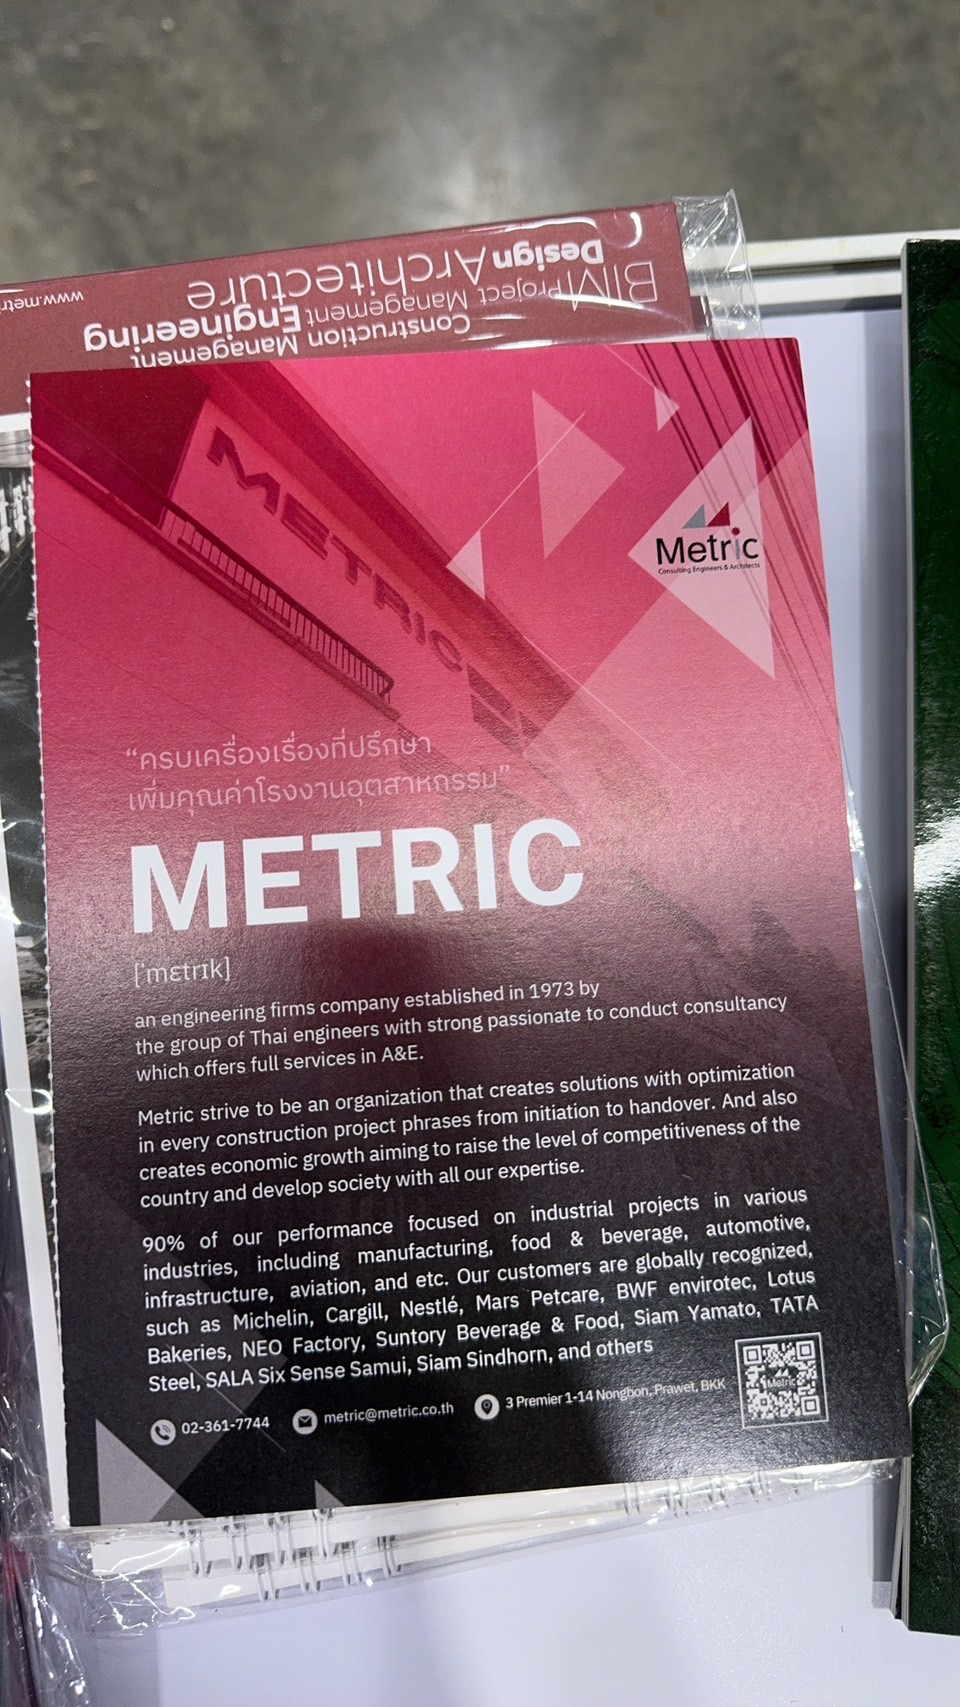 BIM
Project Management
Construction Management
Design
Architecture
Engineering
Management
METRIC
Metric
Consulting Engineers & Architects
“ครบเครื่องเรื่องที่ปรึกษา
เพิ่มคุณค่าโรงงานอุตสาหกรรม”
METRIC
[ˈmɛtrɪk]
an engineering firms company established in 1973 by
the group of Thai engineers with strong passionate to conduct consultancy
which offers full services in A&E.
Metric strive to be an organization that creates solutions with optimization
in every construction project phrases from initiation to handover. And also
creates economic growth aiming to raise the level of competitiveness of the
country and develop society with all our expertise.
90% of our performance focused on industrial projects in various
industries, including manufacturing, food & beverage, automotive,
infrastructure, aviation, and etc. Our customers are globally recognized,
such as Michelin, Cargill, Nestlé, Mars Petcare, BWF envirotec, Lotus
Bakeries, NEO Factory, Suntory Beverage & Food, Siam Yamato, TATA
Steel, SALA Six Sense Samui, Siam Sindhorn, and others
02-361-7744 metric@metric.co.th 3 Premier 1-14 Nongbon, Prawet, BKK
Metric